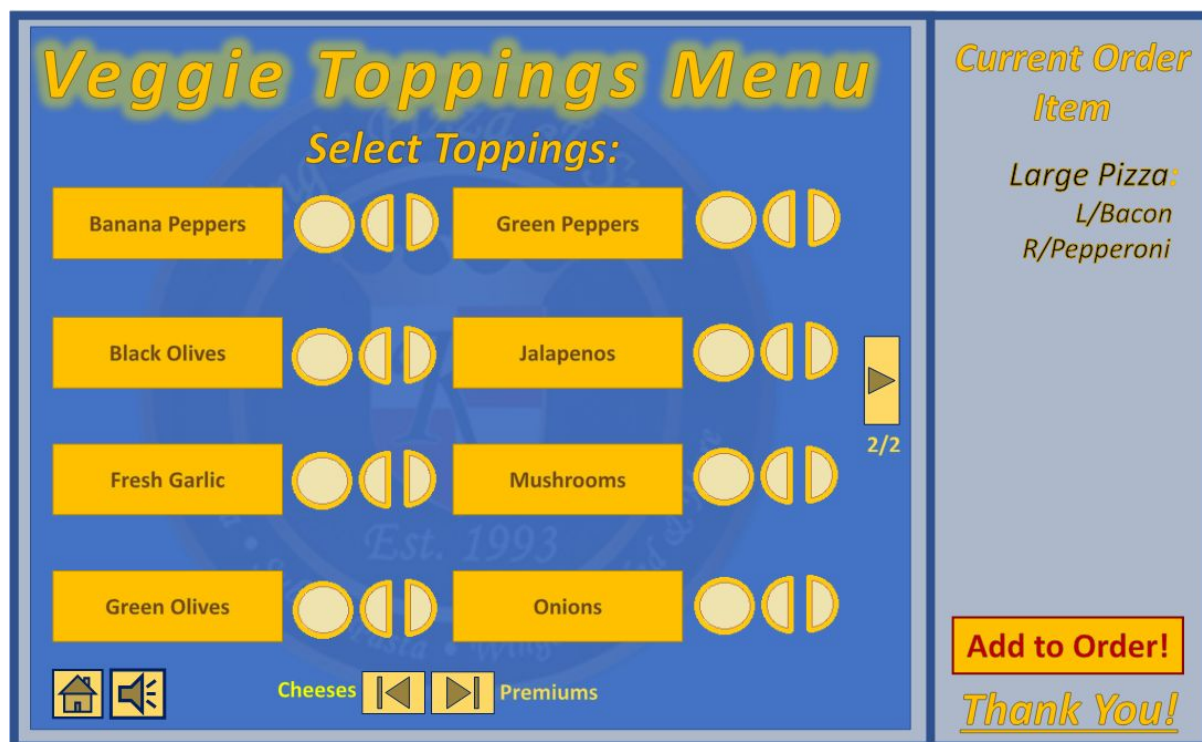 Veggie Toppings Menu
Select Toppings:
Banana Peppers
Green Peppers
Black Olives
Jalapenos
Fresh Garlic
Mushrooms
Green Olives
Onions
2/2
Cheeses
Premiums
Est. 1993
Current Order
Item
Large Pizza:
L/Bacon
R/Pepperoni
Add to Order!
Thank You!